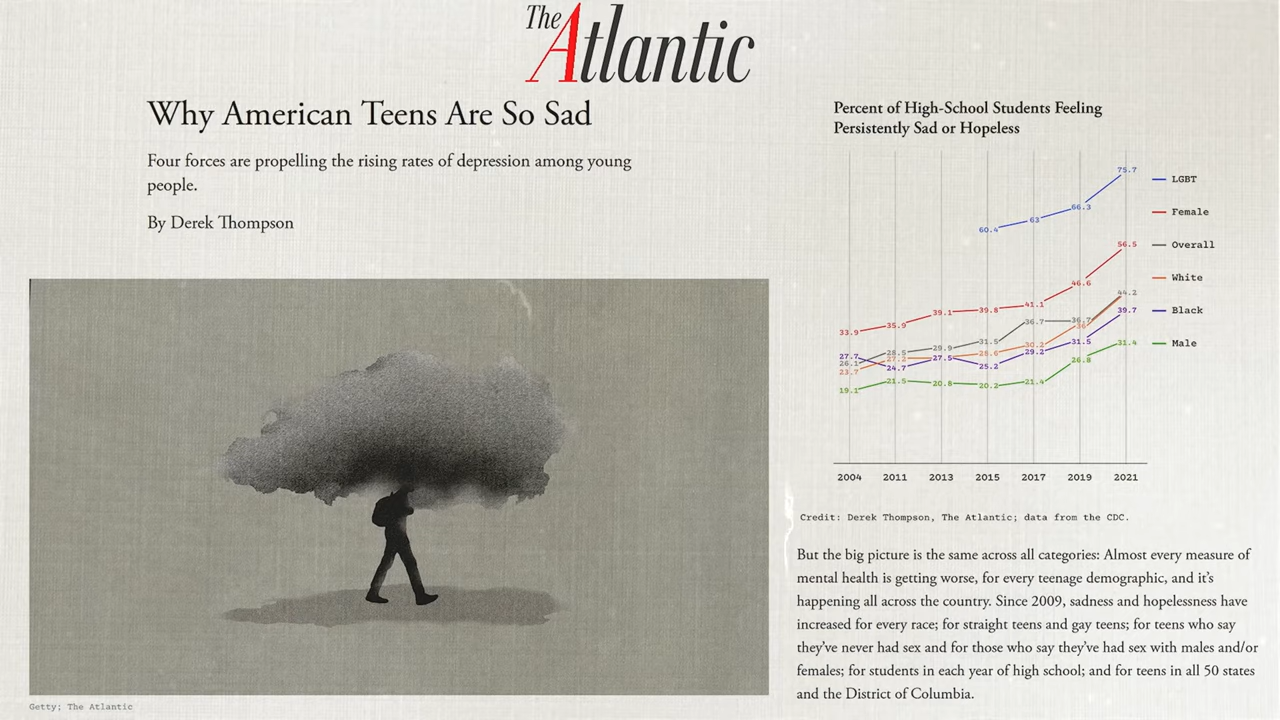 The Atlantic
Why American Teens Are So Sad
Four forces are propelling the rising rates of depression among young
people.
By Derek Thompson
Getty; The Atlantic
Percent of High-School Students Feeling
Persistently Sad or Hopeless
75.7
66.3
63
60.4
56.5
46.6
41.1
39.8
39.1
35.9
33.9
44.2
36.7
36.7
31.5
29.9
28.5
26.1
36
30.2
28.6
27.2
23.7
39.7
31.5
29.2
25.2
27.5
24.7
27.7
31.4
26.8
21.4
20.2
20.8
21.5
19.1
LGBT
Female
Overall
White
Black
Male
2004 2011 2013 2015 2017 2019 2021
Credit: Derek Thompson, The Atlantic; data from the CDC.
But the big picture is the same across all categories: Almost every measure of
mental health is getting worse, for every teenage demographic, and it's
happening all across the country. Since 2009, sadness and hopelessness have
increased for every race; for straight teens and gay teens; for teens who say
they've never had sex and for those who say they've had sex with males and/or
females; for students in each year of high school; and for teens in all 50 states
and the District of Columbia.